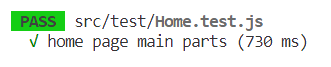 PASS src/test/Home.test.js
√ home page main parts (730 ms)